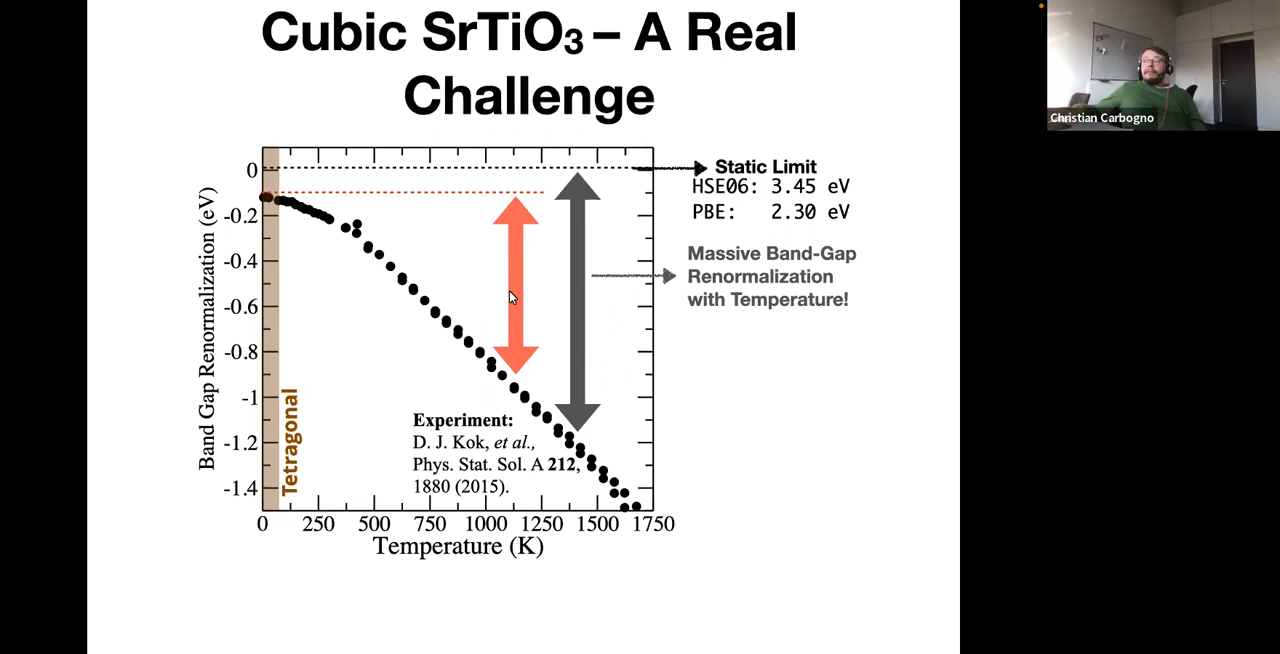 Cubic SrTiO₃ – A Real
Challenge
Christian Carbogno
Static Limit
HSE06: 3.45 eV
PBE: 2.30 eV
Massive Band-Gap
Renormalization
with Temperature!
Band Gap Renormalization (eV)
0
-0.2
-0.4
-0.6
-0.8
-1
-1.2
-1.4
Tetragonal
Experiment:
D. J. Kok, et al.,
Phys. Stat. Sol. A 212,
1880 (2015).
0 250 500 750 1000 1250 1500 1750
Temperature (K)